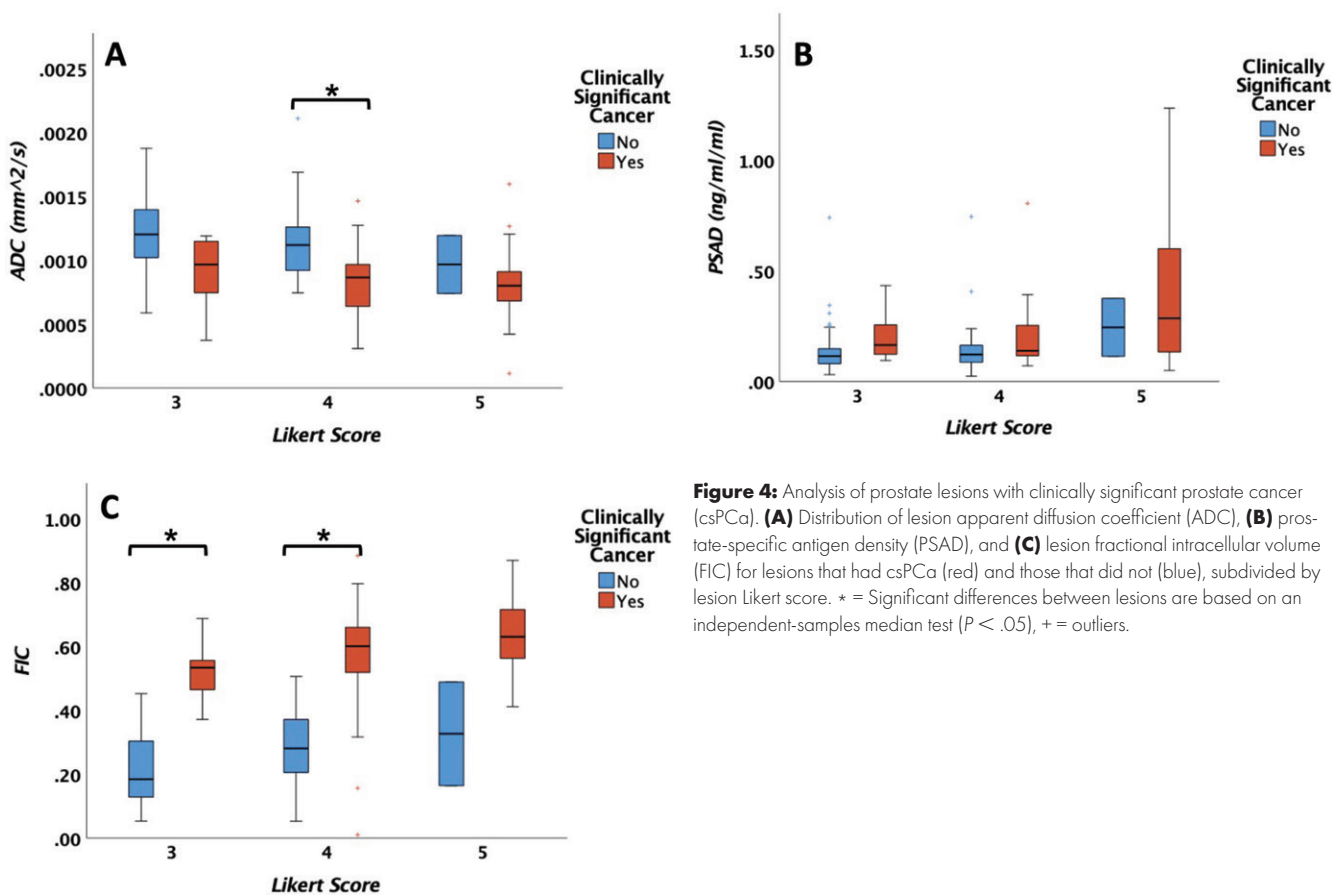 A
.0025
.0020
.0015
.0010
.0005
.0000
ADC (mm^2/s)
*
3 4 5
Likert Score
Clinically
Significant
Cancer
No
Yes
B
1.50
1.00
.50
.00
PSAD (ng/ml/ml)
3 4 5
Likert Score
Clinically
Significant
Cancer
No
Yes
C
1.00
.80
.60
.40
.20
.00
FIC
* *
3 4 5
Likert Score
Clinically
Significant
Cancer
No
Yes
Figure 4: Analysis of prostate lesions with clinically significant prostate cancer
(csPCa). (A) Distribution of lesion apparent diffusion coefficient (ADC), (B) pros-
tate-specific antigen density (PSAD), and (C) lesion fractional intracellular volume
(FIC) for lesions that had csPCa (red) and those that did not (blue), subdivided by
lesion Likert score. * = Significant differences between lesions are based on an
independent-samples median test (P < .05), + = outliers.